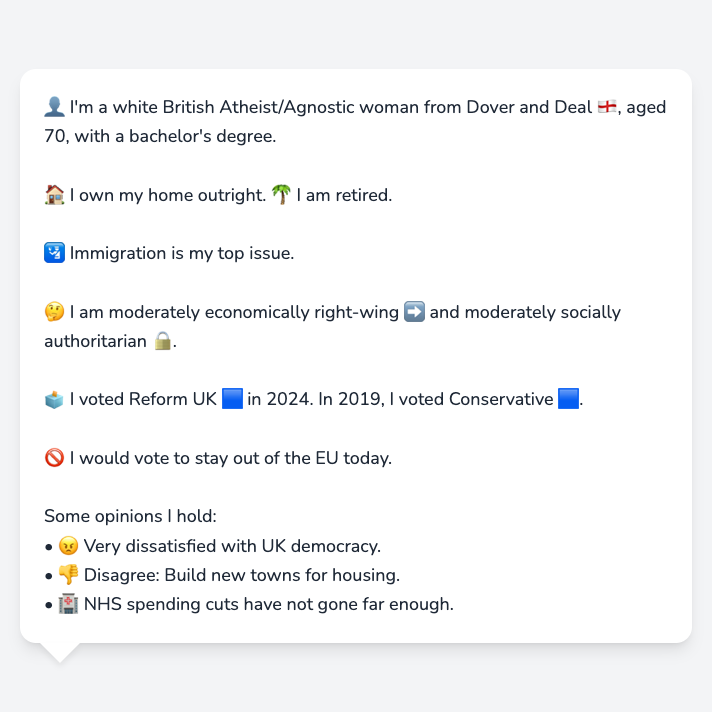 👤 I'm a white British Atheist/Agnostic woman from Dover and Deal 🏴󠁧󠁢󠁥󠁮󠁧󠁿, aged
70, with a bachelor's degree.
🏠 I own my home outright. 🌴 I am retired.
🛂 Immigration is my top issue.
🤔 I am moderately economically right-wing ➡️ and moderately socially
authoritarian 🔒.
🗳️ I voted Reform UK 🟦 in 2024. In 2019, I voted Conservative 🟦.
🚫 I would vote to stay out of the EU today.
Some opinions I hold:
• 😠 Very dissatisfied with UK democracy.
• 👎 Disagree: Build new towns for housing.
• 🏥 NHS spending cuts have not gone far enough.